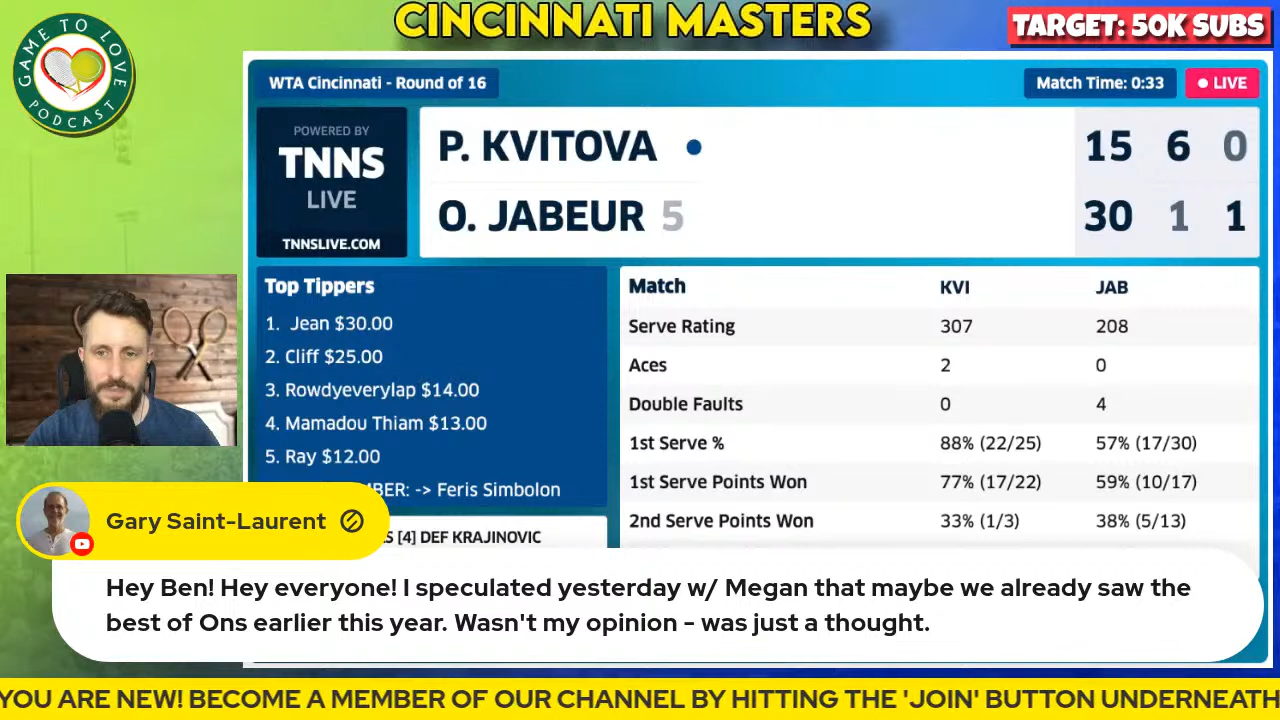 CINCINNATI MASTERS
TARGET: 50K SUBS
GAME TO LOVE
PODCAST
WTA Cincinnati - Round of 16
Match Time: 0:33
LIVE
POWERED BY
TNNS
LIVE
TNNSLIVE.COM
P. KVITOVA 15 6 0
O. JABEUR 5 30 1 1
Top Tippers
1. Jean $30.00
2. Cliff $25.00
3. Rowdyeverylap $14.00
4. Mamadou Thiam $13.00
5. Ray $12.00
BER: -> Feris Simbolon
S [4] DEF KRAJINOVIC
Match KVI JAB
Serve Rating 307 208
Aces 2 0
Double Faults 0 4
1st Serve % 88% (22/25) 57% (17/30)
1st Serve Points Won 77% (17/22) 59% (10/17)
2nd Serve Points Won 33% (1/3) 38% (5/13)
Gary Saint-Laurent
Hey Ben! Hey everyone! I speculated yesterday w/ Megan that maybe we already saw the
best of Ons earlier this year. Wasn't my opinion - was just a thought.
YOU ARE NEW! BECOME A MEMBER OF OUR CHANNEL BY HITTING THE 'JOIN' BUTTON UNDERNEATH